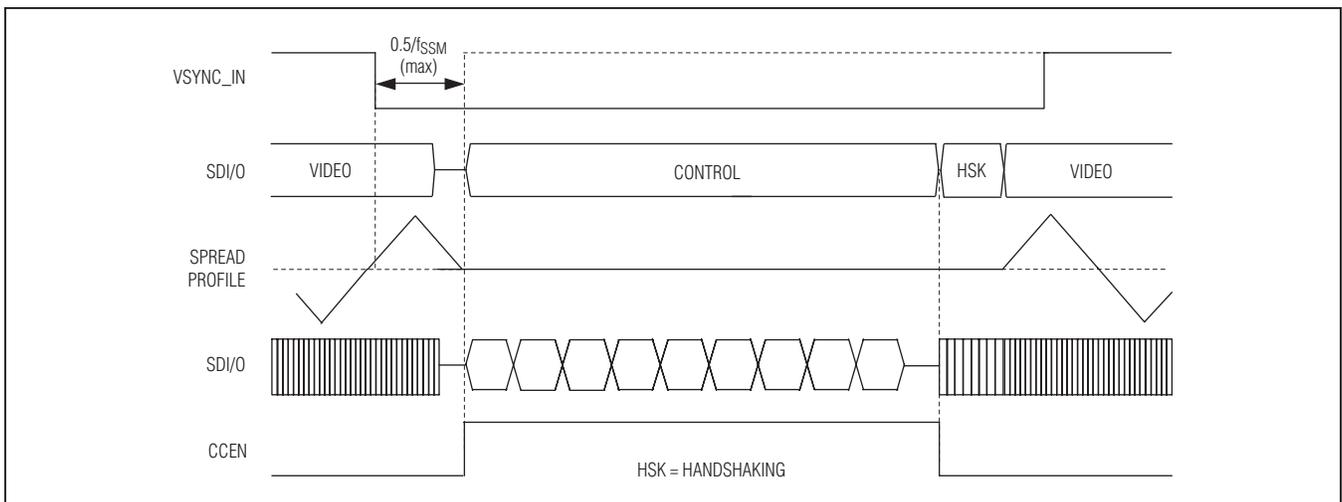 0.5/fSSM
(max)
VSYNC_IN
SDI/O
VIDEO
CONTROL
HSK
VIDEO
SPREAD
PROFILE
SDI/O
CCEN
HSK = HANDSHAKING